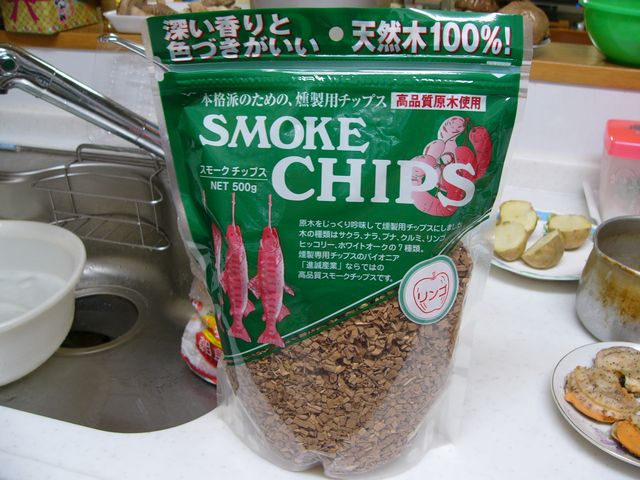 深い香りと
色づきがいい
・天然木100%!
本格派のための、燻製用チップス
高品質原木使用
SMOKE
CHIPS
スモークチップス
NET 500g
原木をじっくり吟味して燻製用チップスにしました
木の種類はサクラ、ナラ、ブナ、クルミ、リンゴ
ヒッコリー、ホワイトオークの7種類。
燻製専用チップスのパイオニア
「進誠産業」ならではの
高品質スモークチップスです。
リンゴ